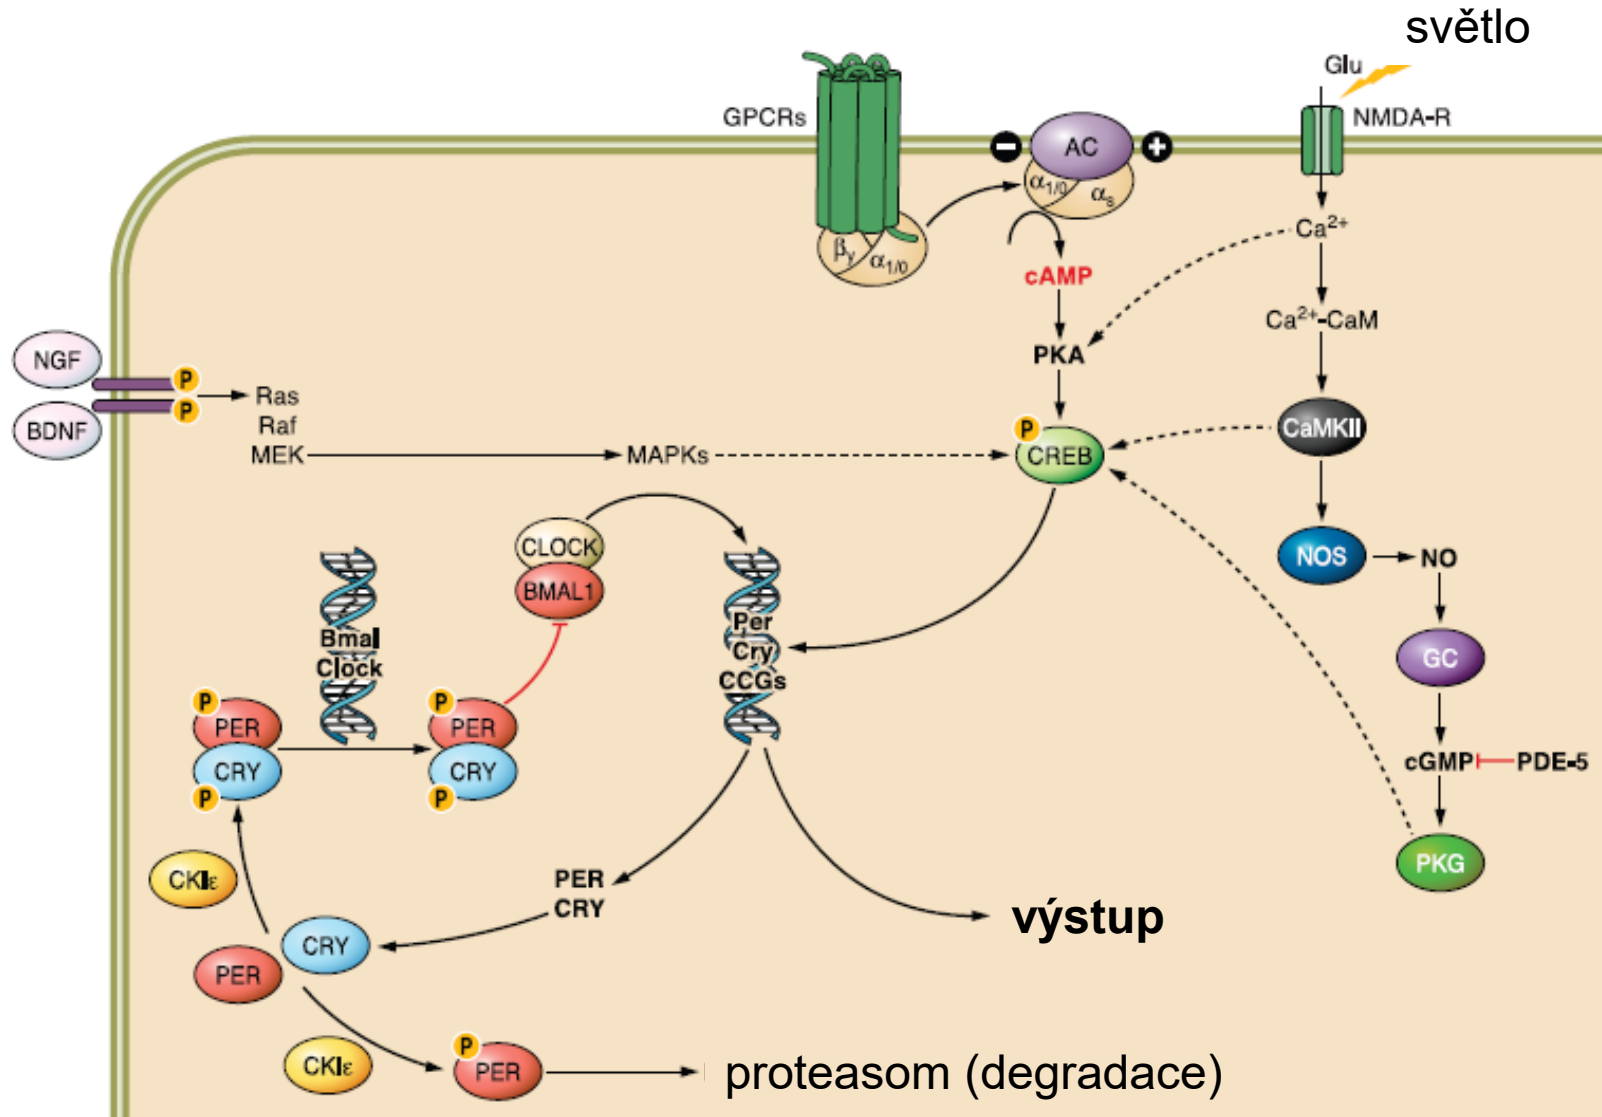 světlo
Glu
GPCRs
NMDA-R
− AC +
α1/0 αs
βγ α1/0
Ca²⁺
cAMP
Ca²⁺-CaM
PKA
NGF
P
P
BDNF
Ras
Raf
MEK
MAPKs
P
CREB
CaMKII
CLOCK
BMAL1
NOS
NO
Bmal
Clock
Per
Cry
CCGs
GC
P
PER
CRY
P
P
PER
CRY
P
cGMP
PDE-5
PKG
CKIε
PER
CRY
výstup
CRY
PER
CKIε
P
PER
proteasom (degradace)